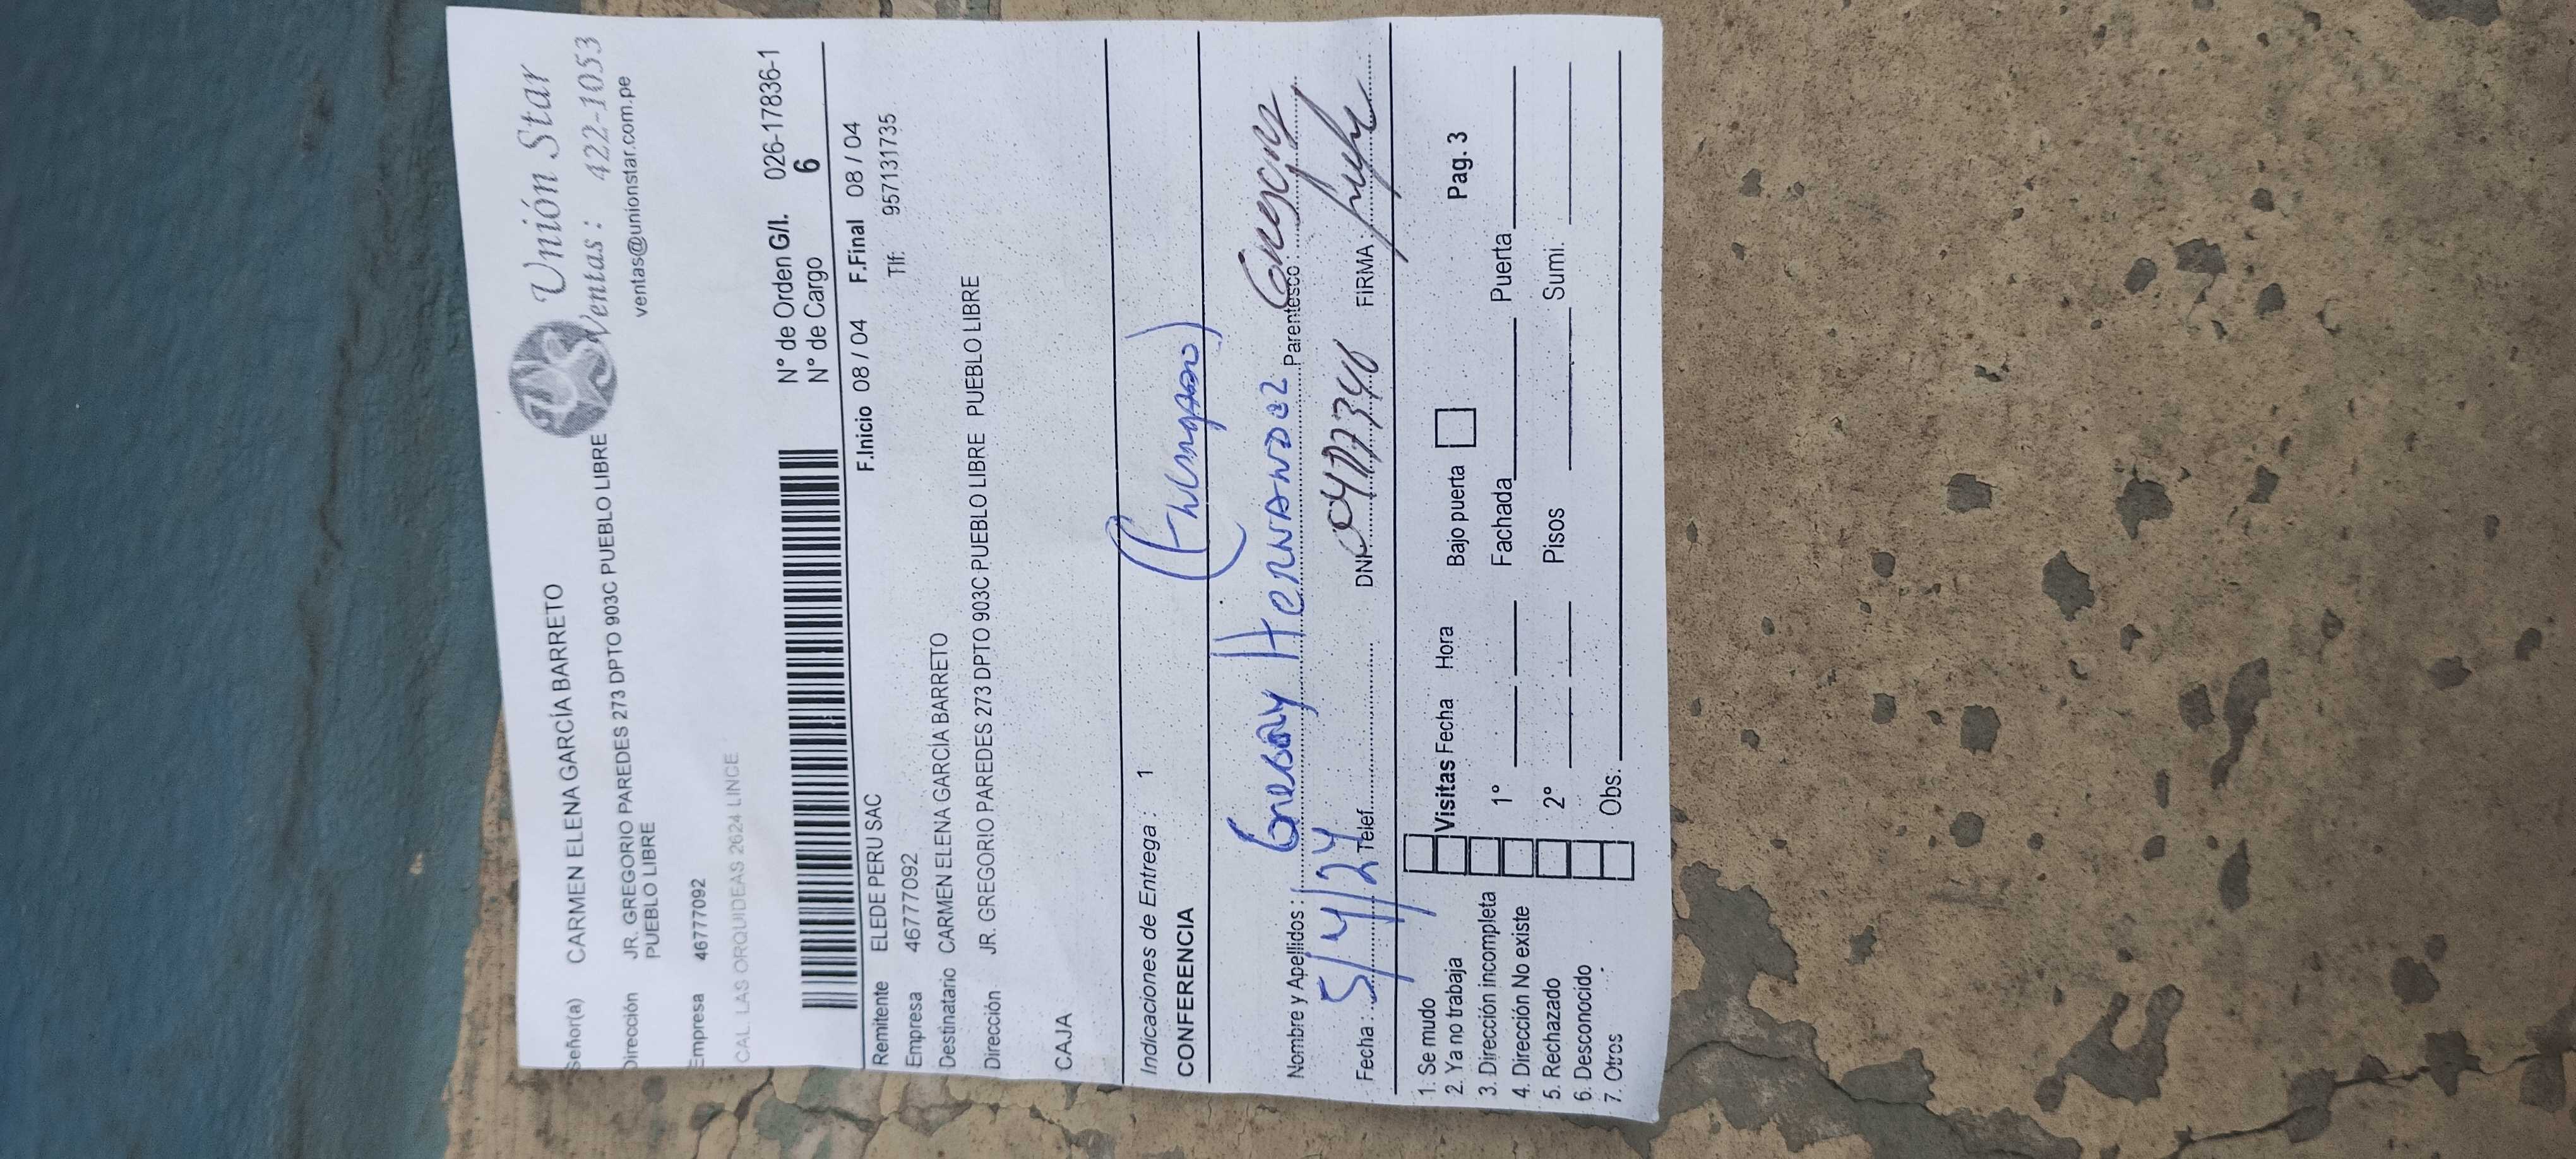 Unión Star
Ventas: 422-1053
ventas@unionstar.com.pe
Señor(a) CARMEN ELENA GARCÍA BARRETO
Dirección JR. GREGORIO PAREDES 273 DPTO 903C PUEBLO LIBRE
PUEBLO LIBRE
Empresa 46777092
CAL. LAS ORQUIDEAS 2624 LINCE
N° de Orden G/I. 026-17836-1
N° de Cargo 6
F.Inicio 08 / 04 F.Final 08 / 04
Remitente ELEDE PERU SAC Tlf: 957131735
Empresa 46777092
Destinatario CARMEN ELENA GARCÍA BARRETO
Dirección JR. GREGORIO PAREDES 273 DPTO 903C PUEBLO LIBRE PUEBLO LIBRE
CAJA
Indicaciones de Entrega : 1
CONFERENCIA
Nombre y Apellidos : Hernandez Parentesco :
Fecha : 5/4/24 Telef. DNI FIRMA :
1. Se mudo
2. Ya no trabaja Visitas Fecha Hora Bajo puerta Pag. 3
3. Dirección incompleta
4. Dirección No existe 1° Fachada Puerta
5. Rechazado 2° Pisos Sumi.
6. Desconocido
7. Otros Obs.